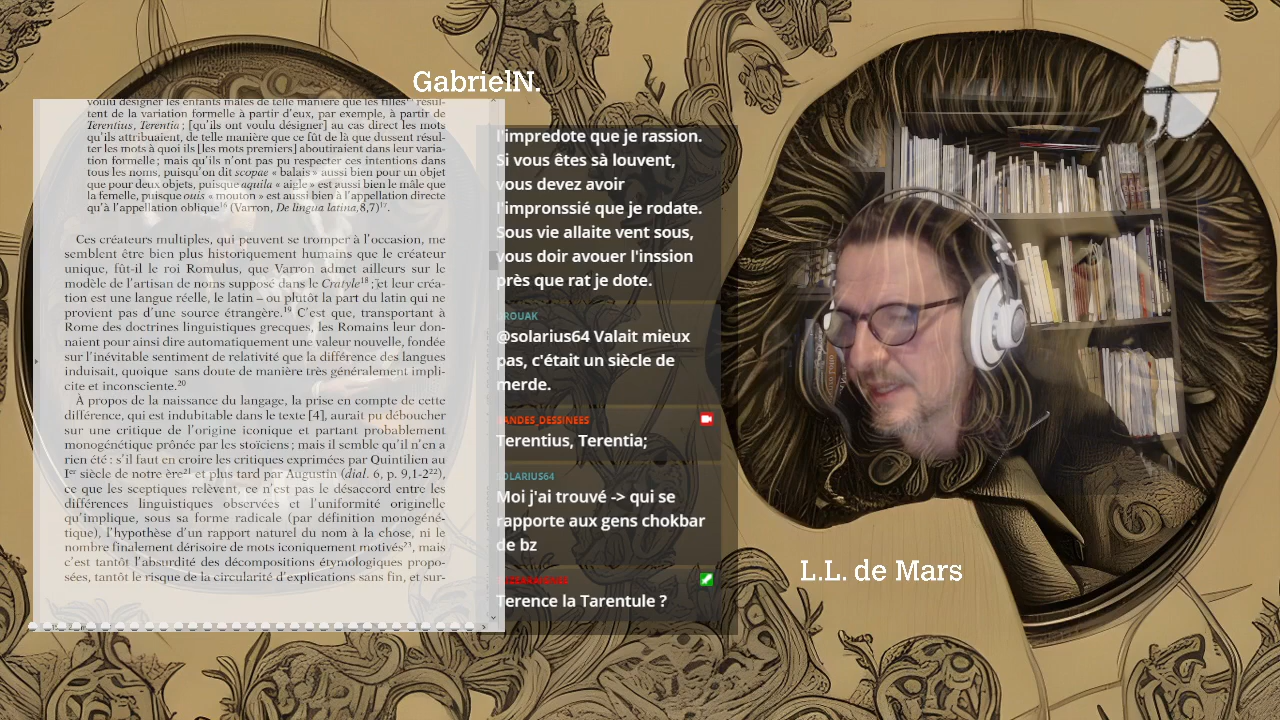 GabrielN.
voulu désigner les enfants mâles de telle manière que les filles résul-
tent de la variation formelle à partir d'eux, par exemple, à partir de
Terentius, Terentia ; [qu'ils ont voulu désigner] au cas direct les mots
qu'ils attribuaient, de telle manière que ce fût de là que dussent résul-
ter les mots à quoi ils [les mots premiers] aboutiraient dans leur varia-
tion formelle ; mais qu'ils n'ont pas pu respecter ces intentions dans
tous les noms, puisqu'on dit scopae « balais » aussi bien pour un objet
que pour deux objets, puisque aquila « aigle » est aussi bien le mâle que
la femelle, puisque ouis « mouton » est aussi bien à l'appellation directe
qu'à l'appellation oblique16 (Varron, De lingua latina,8,7)17.
Ces créateurs multiples, qui peuvent se tromper à l'occasion, me
semblent être bien plus historiquement humains que le créateur
unique, fût-il le roi Romulus, que Varron admet ailleurs sur le
modèle de l'artisan de noms supposé dans le Cratyle18 ; et leur créa-
tion est une langue réelle, le latin – ou plutôt la part du latin qui ne
provient pas d'une source étrangère.19 C'est que, transportant à
Rome des doctrines linguistiques grecques, les Romains leur don-
naient pour ainsi dire automatiquement une valeur nouvelle, fondée
sur l'inévitable sentiment de relativité que la différence des langues
induisait, quoique sans doute de manière très généralement impli-
cite et inconsciente.20
À propos de la naissance du langage, la prise en compte de cette
différence, qui est indubitable dans le texte [4], aurait pu déboucher
sur une critique de l'origine iconique et partant probablement
monogénétique prônée par les stoïciens ; mais il semble qu'il n'en a
rien été : s'il faut en croire les critiques exprimées par Quintilien au
Ier siècle de notre ère21 et plus tard par Augustin (dial. 6, p. 9,1-222),
ce que les sceptiques relèvent, ce n'est pas le désaccord entre les
différences linguistiques observées et l'uniformité originelle
qu'implique, sous sa forme radicale (par définition monogéné-
tique), l'hypothèse d'un rapport naturel du nom à la chose, ni le
nombre finalement dérisoire de mots iconiquement motivés23, mais
c'est tantôt l'absurdité des décompositions étymologiques propo-
sées, tantôt le risque de la circularité d'explications sans fin, et sur-
l'impredote que je rassion.
Si vous êtes sà louvent,
vous devez avoir
l'impronssié que je rodate.
Sous vie allaite vent sous,
vous doir avouer l'inssion
près que rat je dote.
ROUAK
@solarius64 Valait mieux
pas, c'était un siècle de
merde.
ANDES_DESSINEES
Terentius, Terentia;
OLARIUS64
Moi j'ai trouvé -> qui se
rapporte aux gens chokbar
de bz
Terence la Tarentule ?
L.L. de Mars